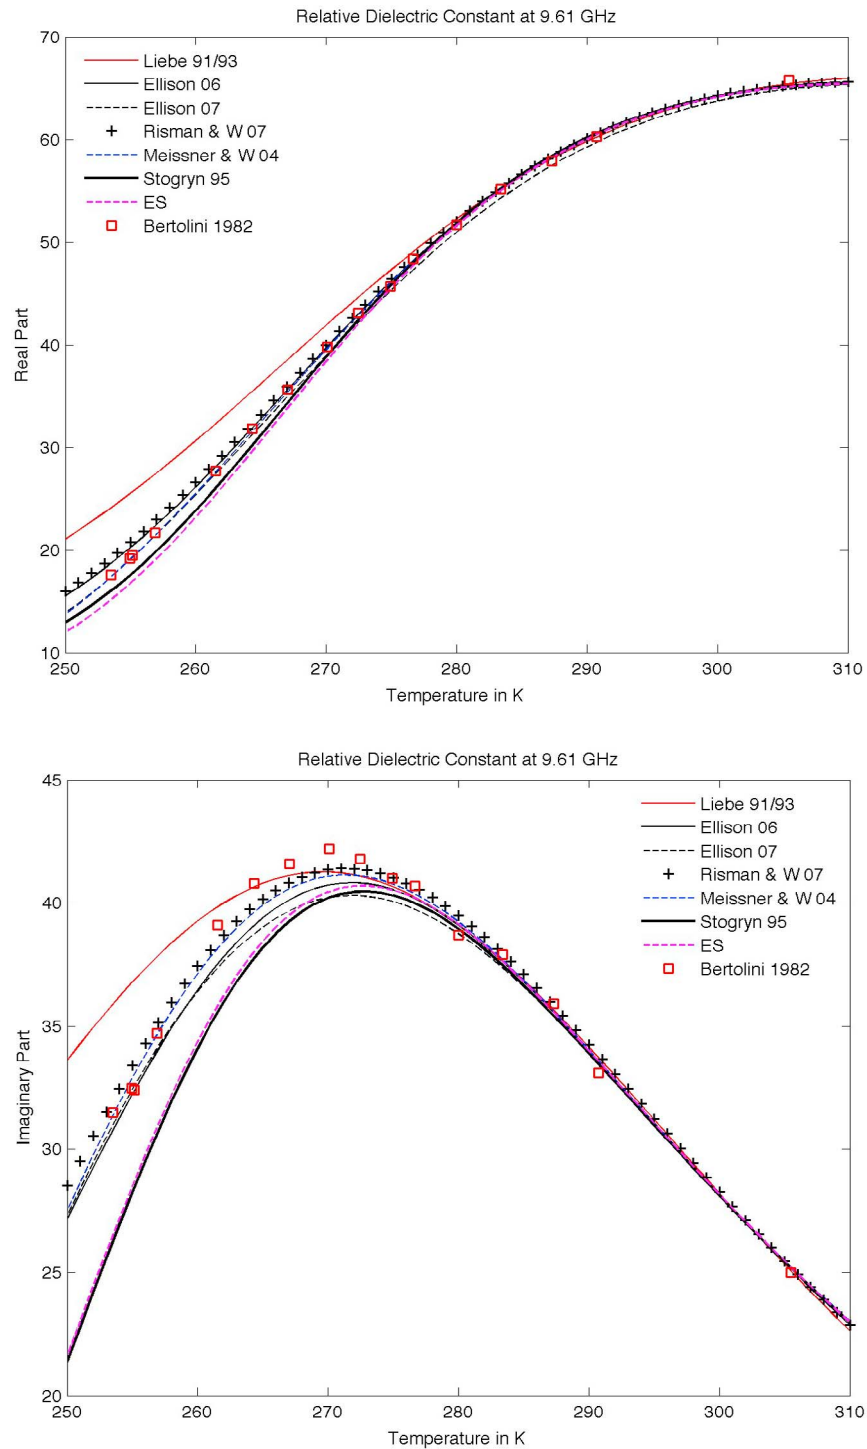 Relative Dielectric Constant at 9.61 GHz
70
60
50
40
30
20
10
Real Part
Liebe 91/93
Ellison 06
Ellison 07
Risman & W 07
Meissner & W 04
Stogryn 95
ES
Bertolini 1982
250 260 270 280 290 300 310
Temperature in K
Relative Dielectric Constant at 9.61 GHz
45
40
35
30
25
20
Imaginary Part
Liebe 91/93
Ellison 06
Ellison 07
Risman & W 07
Meissner & W 04
Stogryn 95
ES
Bertolini 1982
250 260 270 280 290 300 310
Temperature in K